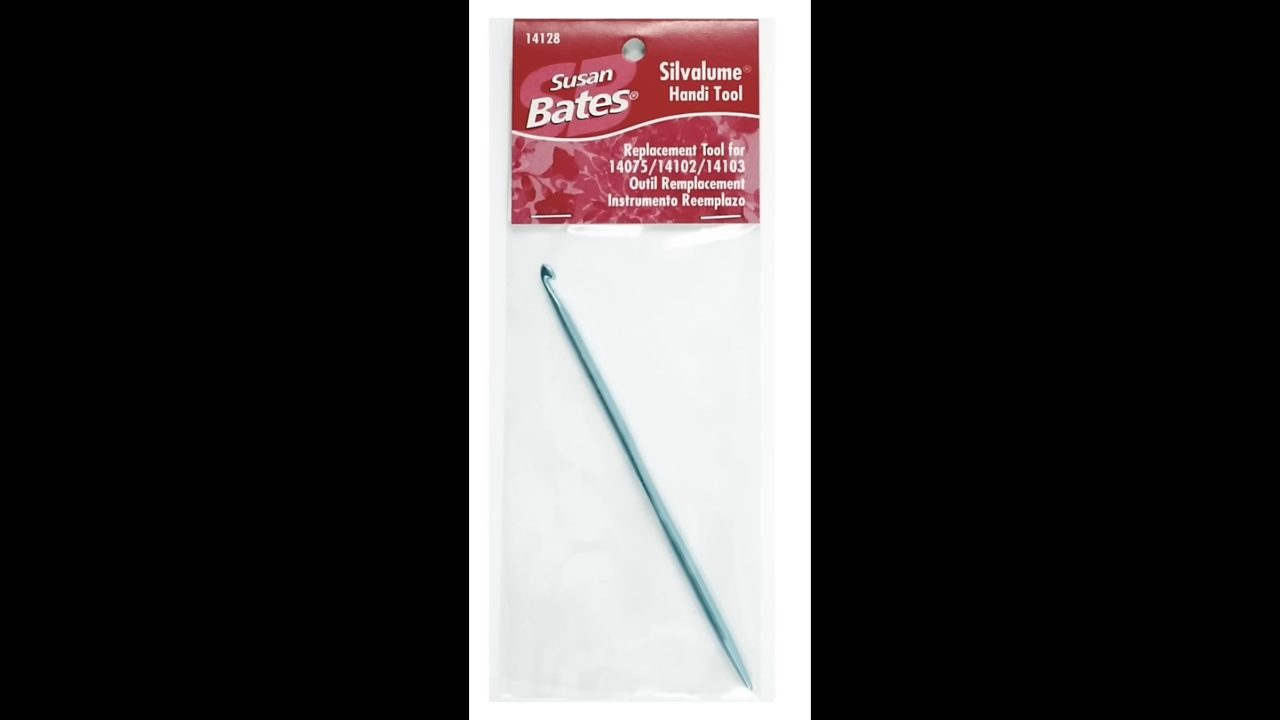 14128
Susan
Bates®
Silvalume®
Handi Tool
Replacement Tool for
14075/14102/14103
Outil Remplacement
Instrumento Reemplazo